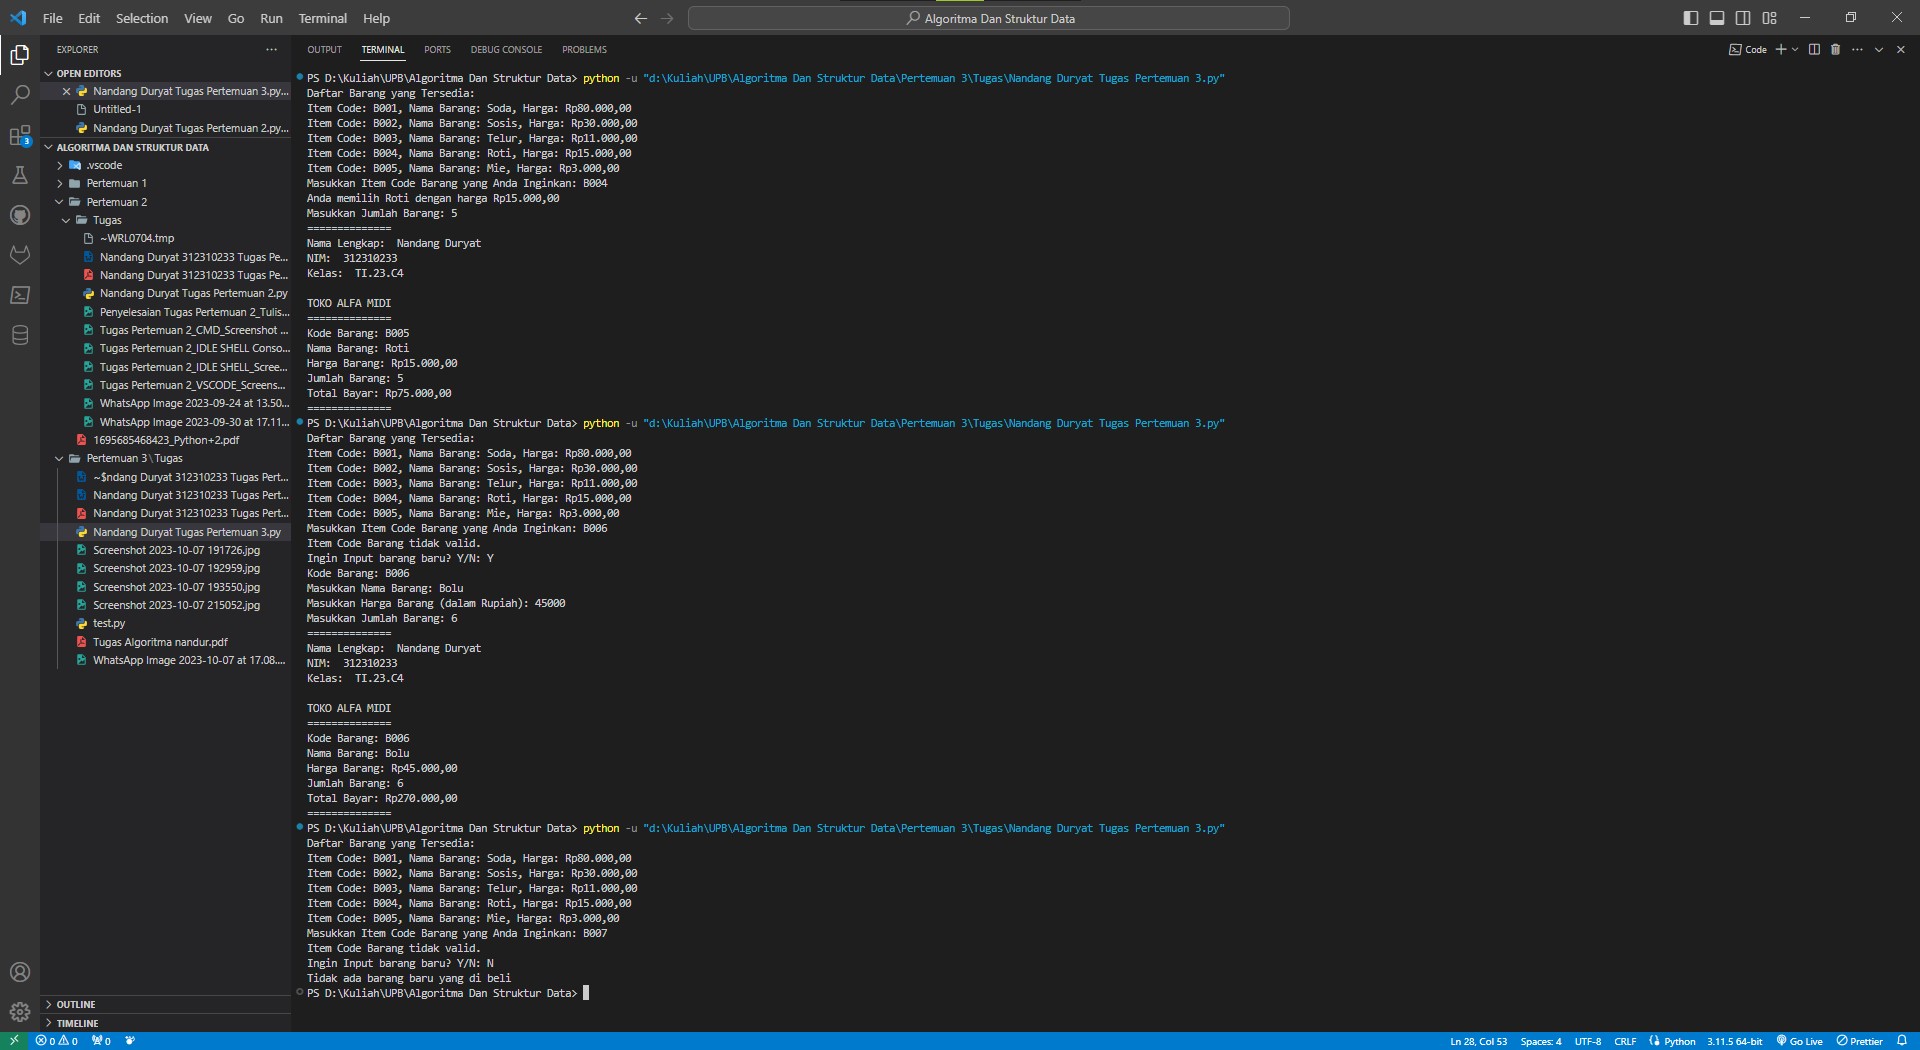 File Edit Selection View Go Run Terminal Help
Algoritma Dan Struktur Data
EXPLORER
OPEN EDITORS
Nandang Duryat Tugas Pertemuan 3.py...
Untitled-1
Nandang Duryat Tugas Pertemuan 2.py...
ALGORITMA DAN STRUKTUR DATA
.vscode
Pertemuan 1
Pertemuan 2
Tugas
~WRL0704.tmp
Nandang Duryat 312310233 Tugas Pe...
Nandang Duryat 312310233 Tugas Pe...
Nandang Duryat Tugas Pertemuan 2.py
Penyelesaian Tugas Pertemuan 2_Tulis...
Tugas Pertemuan 2_CMD_Screenshot ...
Tugas Pertemuan 2_IDLE SHELL Conso...
Tugas Pertemuan 2_IDLE SHELL_Scree...
Tugas Pertemuan 2_VSCODE_Screens...
WhatsApp Image 2023-09-24 at 13.50...
WhatsApp Image 2023-09-30 at 17.11...
1695685468423_Python+2.pdf
Pertemuan 3\Tugas
~$ndang Duryat 312310233 Tugas Pert...
Nandang Duryat 312310233 Tugas Pert...
Nandang Duryat 312310233 Tugas Pert...
Nandang Duryat Tugas Pertemuan 3.py
Screenshot 2023-10-07 191726.jpg
Screenshot 2023-10-07 192959.jpg
Screenshot 2023-10-07 193550.jpg
Screenshot 2023-10-07 215052.jpg
test.py
Tugas Algoritma nandur.pdf
WhatsApp Image 2023-10-07 at 17.08....
OUTLINE
TIMELINE
3
OUTPUT TERMINAL PORTS DEBUG CONSOLE PROBLEMS
Code
PS D:\Kuliah\UPB\Algoritma Dan Struktur Data> python -u "d:\Kuliah\UPB\Algoritma Dan Struktur Data\Pertemuan 3\Tugas\Nandang Duryat Tugas Pertemuan 3.py"
Daftar Barang yang Tersedia:
Item Code: B001, Nama Barang: Soda, Harga: Rp80.000,00
Item Code: B002, Nama Barang: Sosis, Harga: Rp30.000,00
Item Code: B003, Nama Barang: Telur, Harga: Rp11.000,00
Item Code: B004, Nama Barang: Roti, Harga: Rp15.000,00
Item Code: B005, Nama Barang: Mie, Harga: Rp3.000,00
Masukkan Item Code Barang yang Anda Inginkan: B004
Anda memilih Roti dengan harga Rp15.000,00
Masukkan Jumlah Barang: 5
==============
Nama Lengkap:  Nandang Duryat
NIM:  312310233
Kelas:  TI.23.C4
TOKO ALFA MIDI
==============
Kode Barang: B005
Nama Barang: Roti
Harga Barang: Rp15.000,00
Jumlah Barang: 5
Total Bayar: Rp75.000,00
==============
PS D:\Kuliah\UPB\Algoritma Dan Struktur Data> python -u "d:\Kuliah\UPB\Algoritma Dan Struktur Data\Pertemuan 3\Tugas\Nandang Duryat Tugas Pertemuan 3.py"
Daftar Barang yang Tersedia:
Item Code: B001, Nama Barang: Soda, Harga: Rp80.000,00
Item Code: B002, Nama Barang: Sosis, Harga: Rp30.000,00
Item Code: B003, Nama Barang: Telur, Harga: Rp11.000,00
Item Code: B004, Nama Barang: Roti, Harga: Rp15.000,00
Item Code: B005, Nama Barang: Mie, Harga: Rp3.000,00
Masukkan Item Code Barang yang Anda Inginkan: B006
Item Code Barang tidak valid.
Ingin Input barang baru? Y/N: Y
Kode Barang: B006
Masukkan Nama Barang: Bolu
Masukkan Harga Barang (dalam Rupiah): 45000
Masukkan Jumlah Barang: 6
==============
Nama Lengkap:  Nandang Duryat
NIM:  312310233
Kelas:  TI.23.C4
TOKO ALFA MIDI
==============
Kode Barang: B006
Nama Barang: Bolu
Harga Barang: Rp45.000,00
Jumlah Barang: 6
Total Bayar: Rp270.000,00
==============
PS D:\Kuliah\UPB\Algoritma Dan Struktur Data> python -u "d:\Kuliah\UPB\Algoritma Dan Struktur Data\Pertemuan 3\Tugas\Nandang Duryat Tugas Pertemuan 3.py"
Daftar Barang yang Tersedia:
Item Code: B001, Nama Barang: Soda, Harga: Rp80.000,00
Item Code: B002, Nama Barang: Sosis, Harga: Rp30.000,00
Item Code: B003, Nama Barang: Telur, Harga: Rp11.000,00
Item Code: B004, Nama Barang: Roti, Harga: Rp15.000,00
Item Code: B005, Nama Barang: Mie, Harga: Rp3.000,00
Masukkan Item Code Barang yang Anda Inginkan: B007
Item Code Barang tidak valid.
Ingin Input barang baru? Y/N: N
Tidak ada barang baru yang di beli
PS D:\Kuliah\UPB\Algoritma Dan Struktur Data>
0 0 0 Ln 28, Col 53 Spaces: 4 UTF-8 CRLF Python 3.11.5 64-bit Go Live Prettier